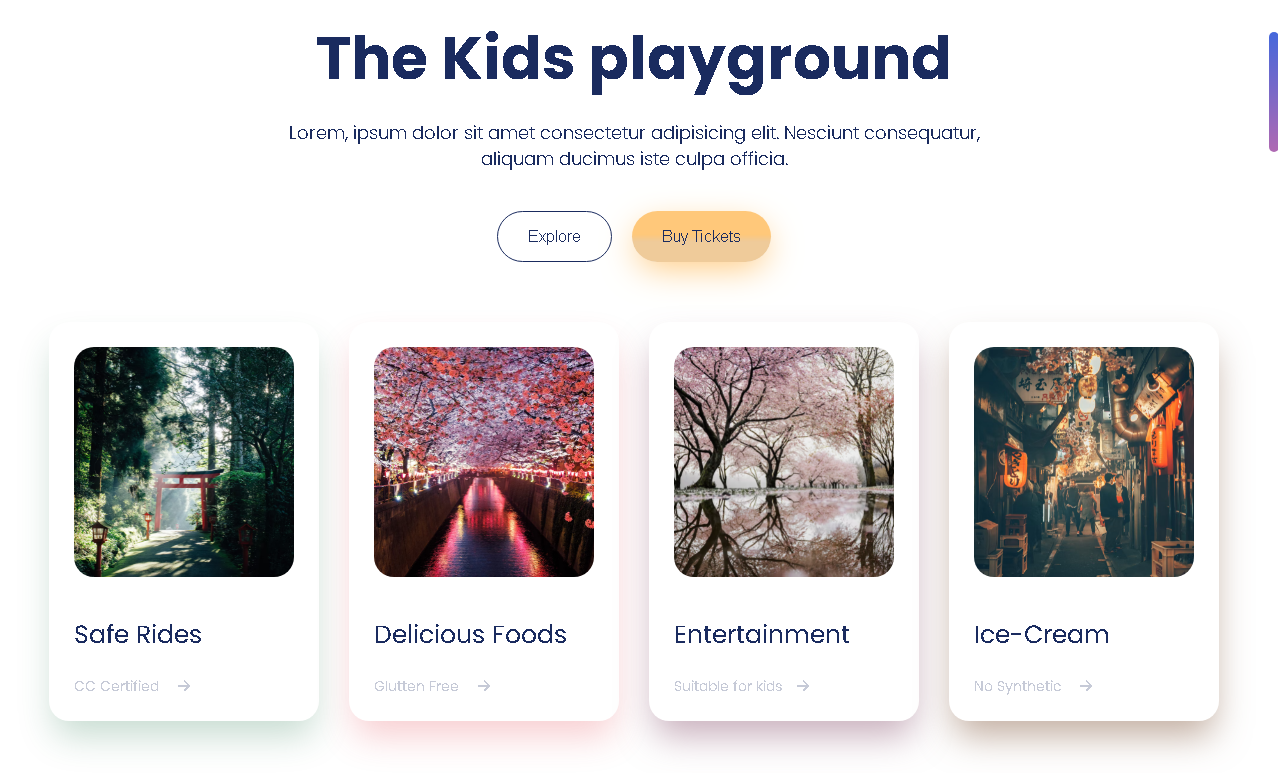 The Kids playground
Lorem, ipsum dolor sit amet consectetur adipisicing elit. Nesciunt consequatur,
aliquam ducimus iste culpa officia.
Explore
Buy Tickets
Safe Rides
CC Certified
Delicious Foods
Glutten Free
Entertainment
Suitable for kids
Ice-Cream
No Synthetic